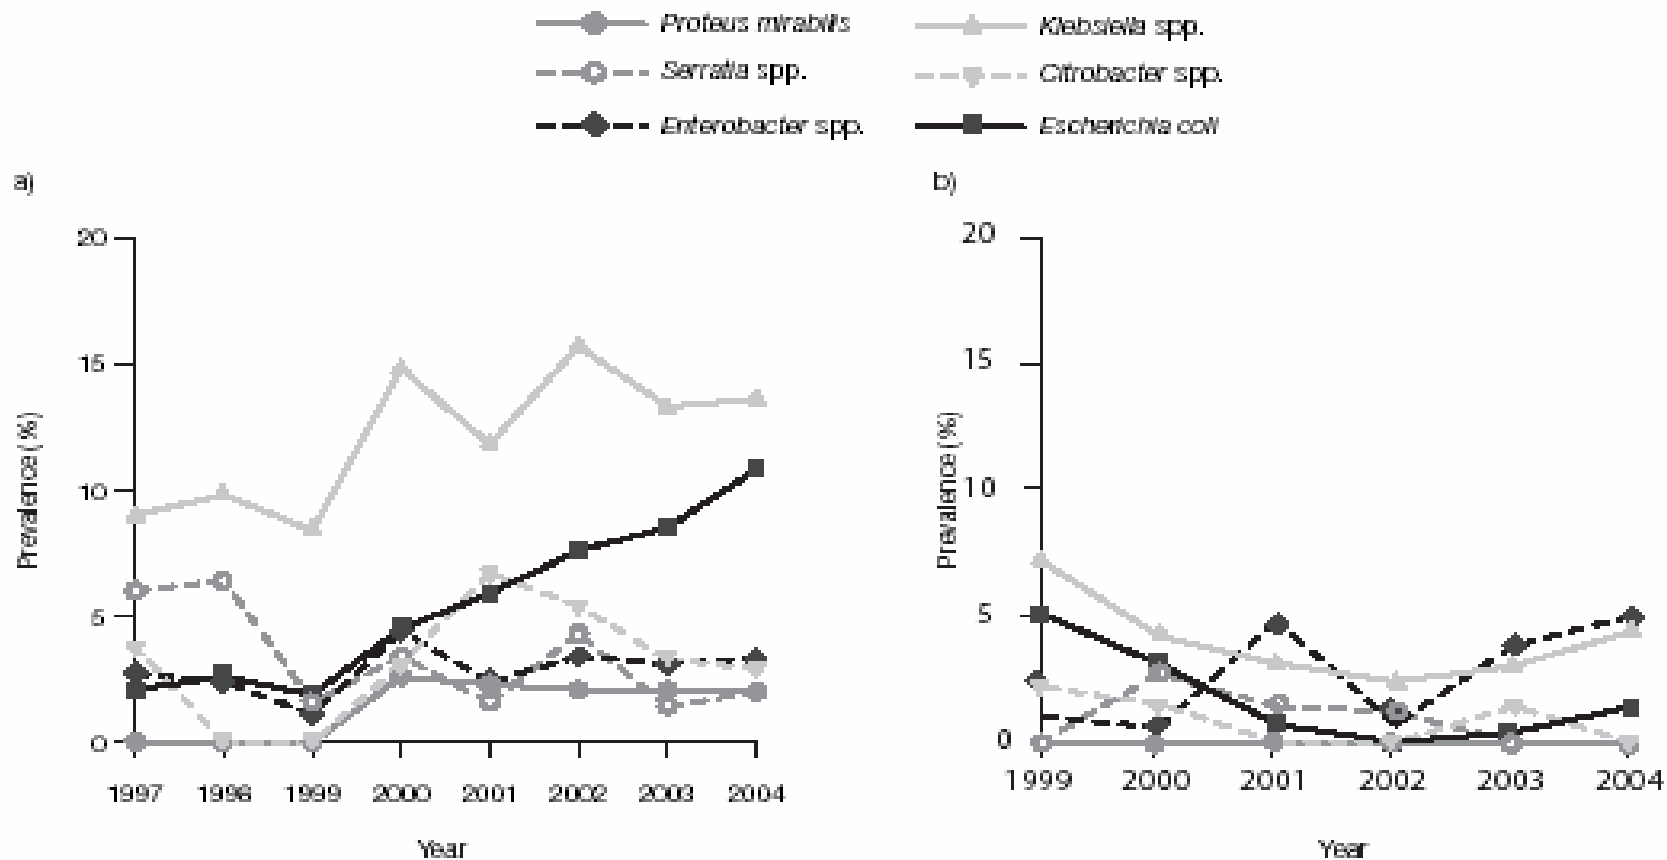 Proteus mirabilis
Klebsiella spp.
Serratia spp.
Citrobacter spp.
Enterobacter spp.
Escherichia coli
a)
b)
20
15
10
5
0
Prevalence (%)
1997 1998 1999 2000 2001 2002 2003 2004
Year
20
15
10
5
0
Prevalence (%)
1999 2000 2001 2002 2003 2004
Year